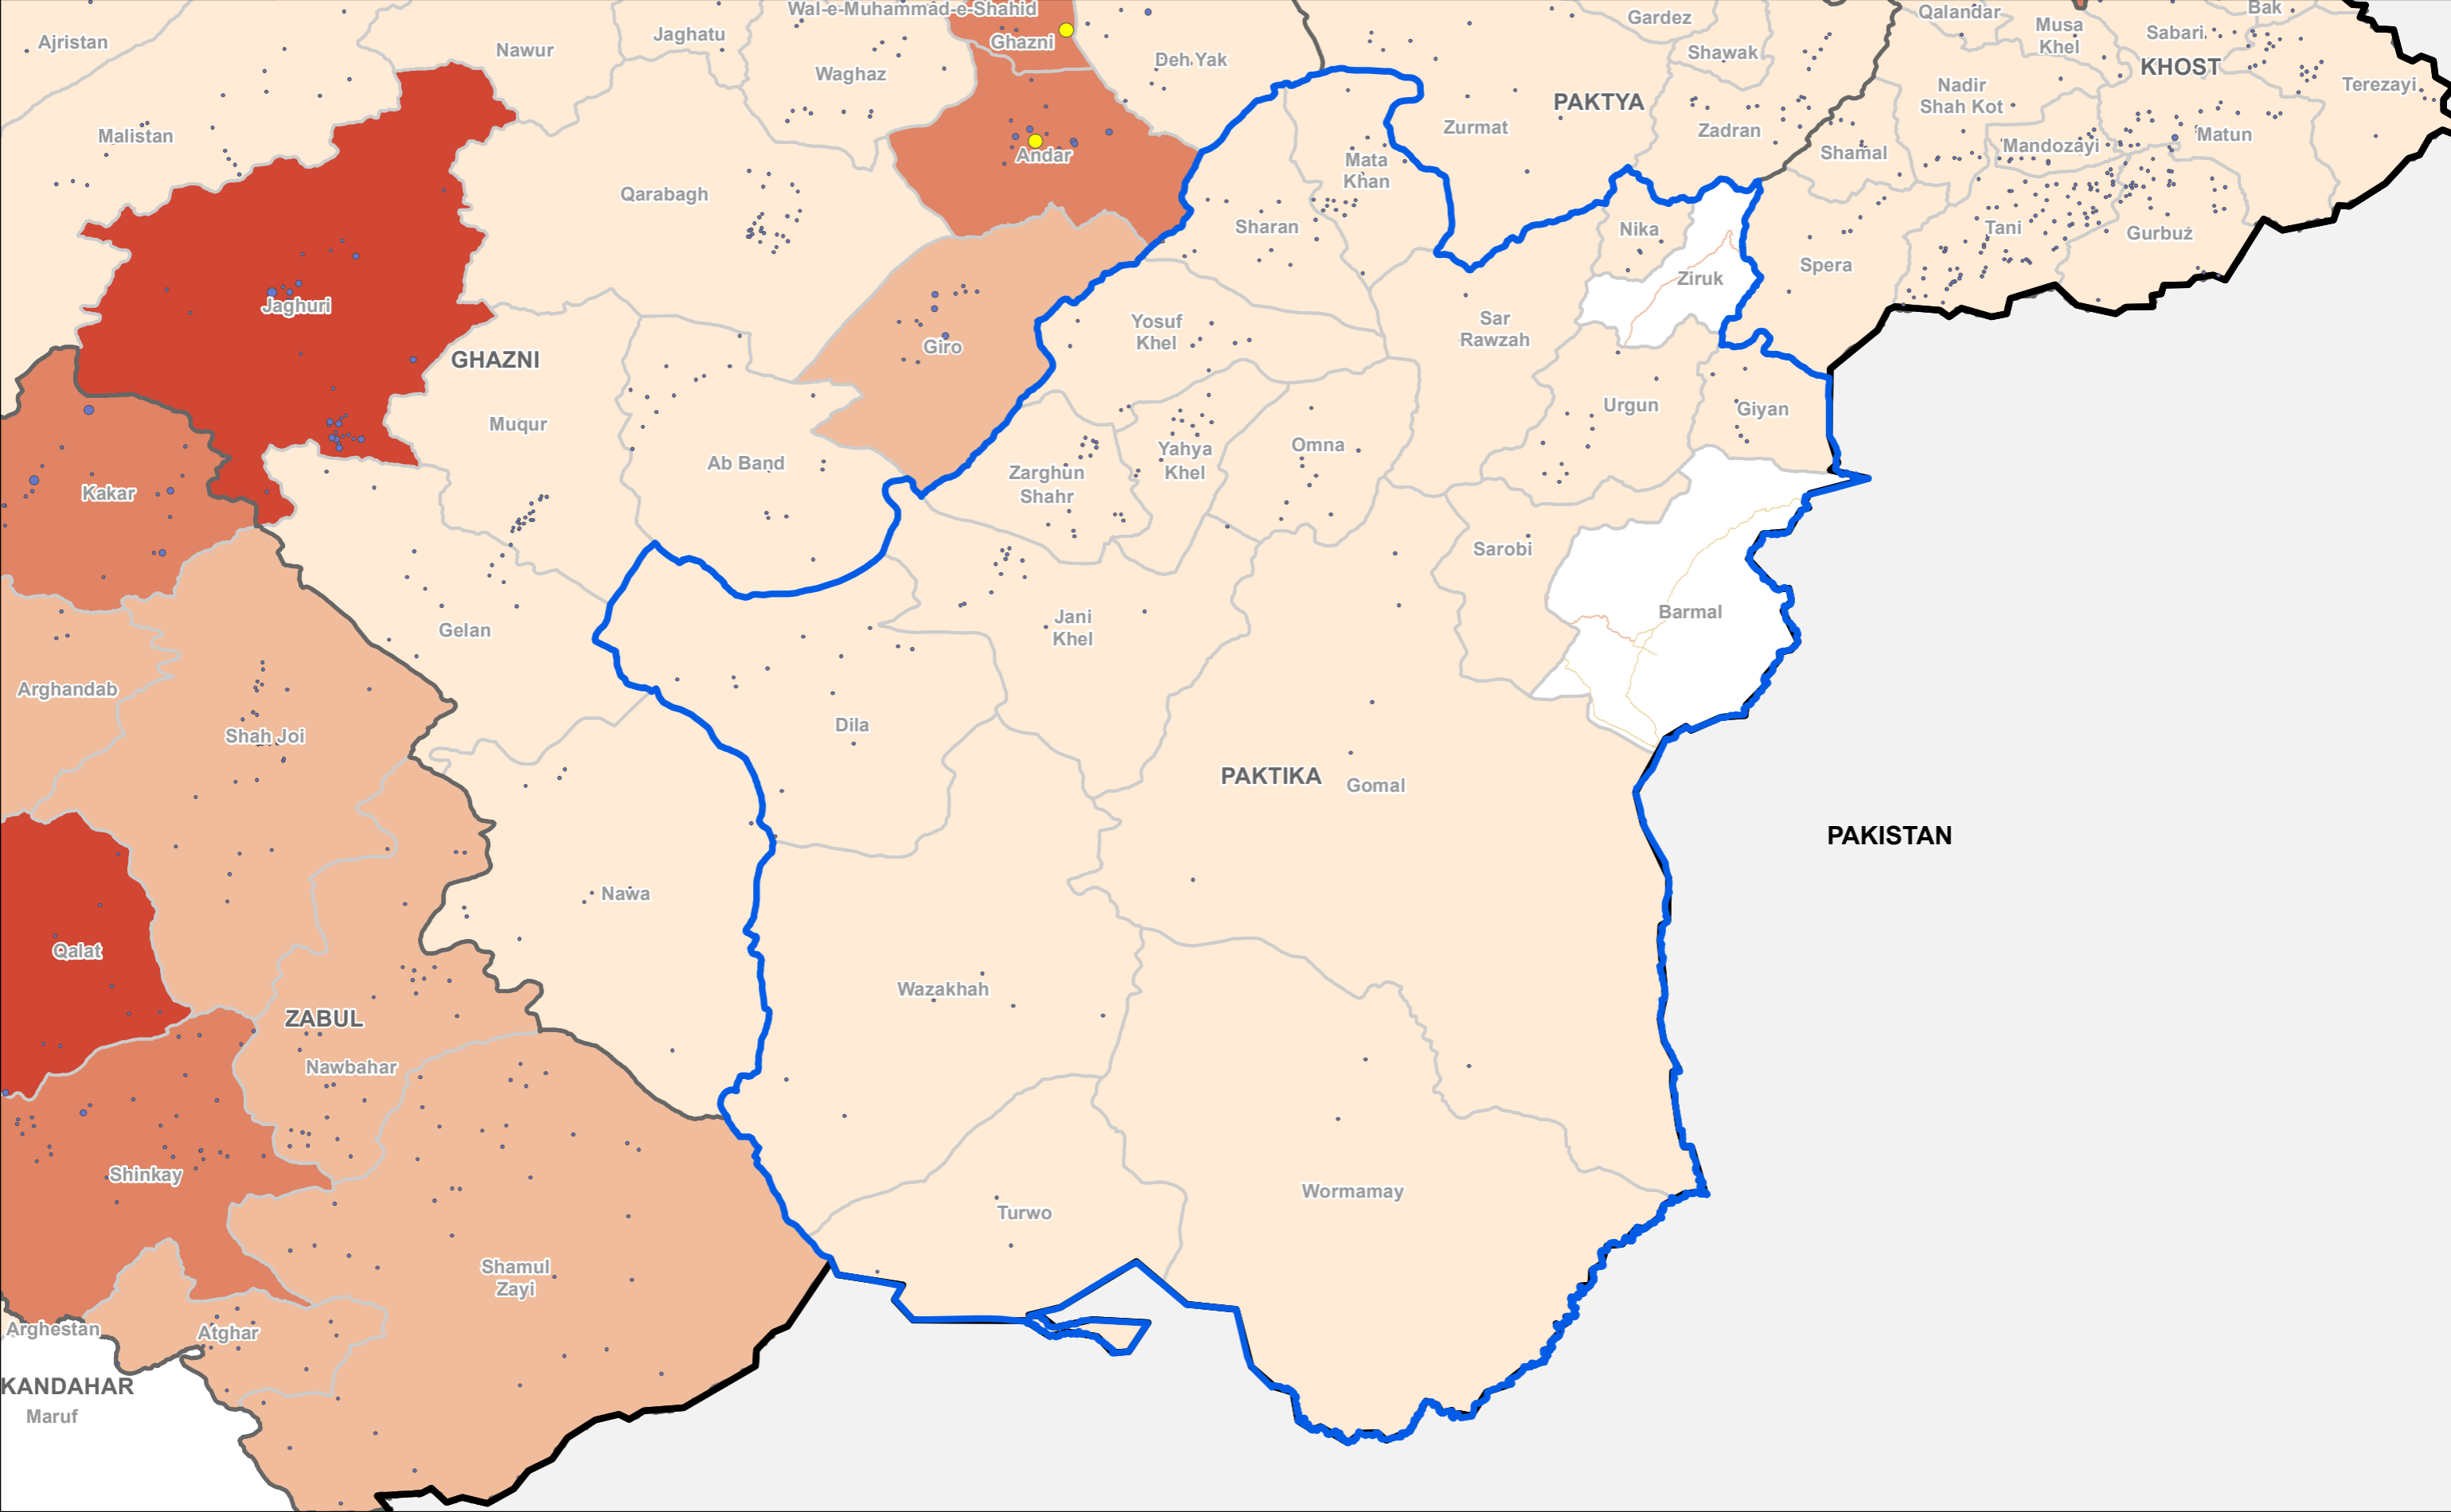 Wal-e-Muhammad-e-Shahid
Ajristan
Nawur
Jaghatu
Ghazni
Waghaz
Deh Yak
Gardez
Shawak
Qalandar
Musa
Khel
Sabari
Bak
KHOST
Terezayi
Malistan
PAKTYA
Zurmat
Zadran
Nadir
Shah Kot
Shamal
Mandozayi
Matun
Andar
Qarabagh
Mata
Khan
Sharan
Nika
Ziruk
Spera
Tani
Gurbuz
Jaghuri
GHAZNI
Giro
Yosuf
Khel
Sar
Rawzah
Muqur
Urgun
Giyan
Ab Band
Zarghun
Shahr
Yahya
Khel
Omna
Kakar
Sarobi
Gelan
Jani
Khel
Barmal
Arghandab
Shah Joi
Dila
PAKTIKA
Gomal
PAKISTAN
Nawa
Qalat
Wazakhah
ZABUL
Nawbahar
Shinkay
Turwo
Wormamay
Shamul
Zayi
Arghestan
Atghar
KANDAHAR
Maruf